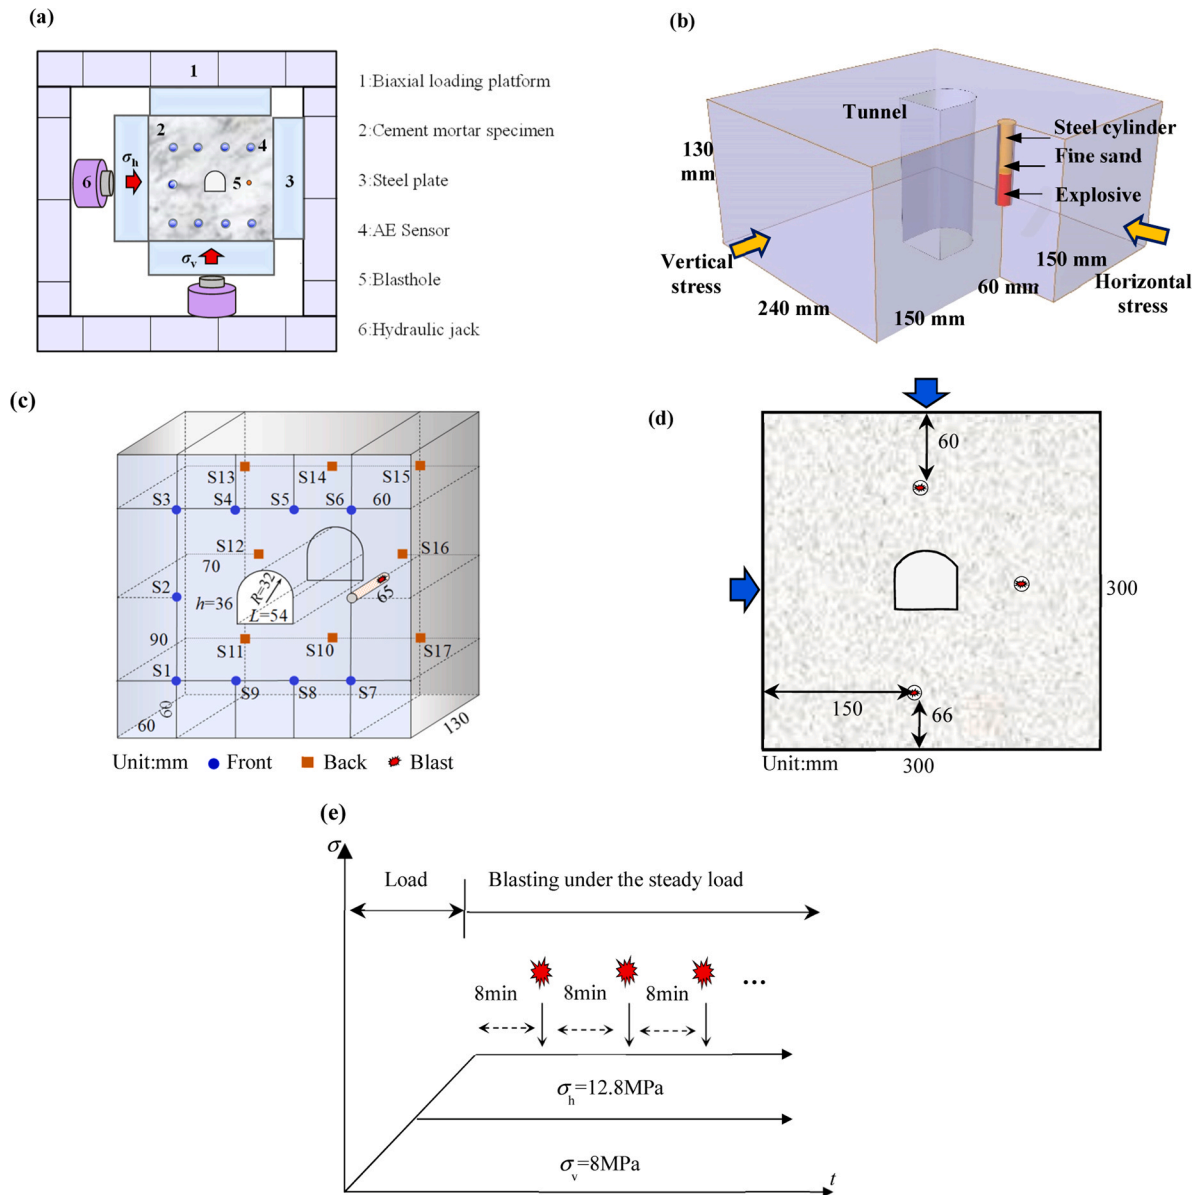 (a)
1
2
4
σh
6
5
3
σv
1:Biaxial loading platform
2:Cement mortar specimen
3:Steel plate
4:AE Sensor
5:Blasthole
6:Hydraulic jack
(b)
Tunnel
Steel cylinder
Fine sand
Explosive
130
mm
Vertical
stress
240 mm
150 mm
60 mm
150 mm
Horizontal
stress
(c)
S13 S14 S15
S3 S4 S5 S6 60
S12 S16
70
S2
h=36
R=32
L=54
65
90
S11 S10 S17
S1 S9 S8 S7
60
60
130
Unit:mm Front Back Blast
(d)
60
300
150
66
Unit:mm
300
(e)
σ
Load Blasting under the steady load
8min 8min 8min ...
σh=12.8MPa
σv=8MPa
t